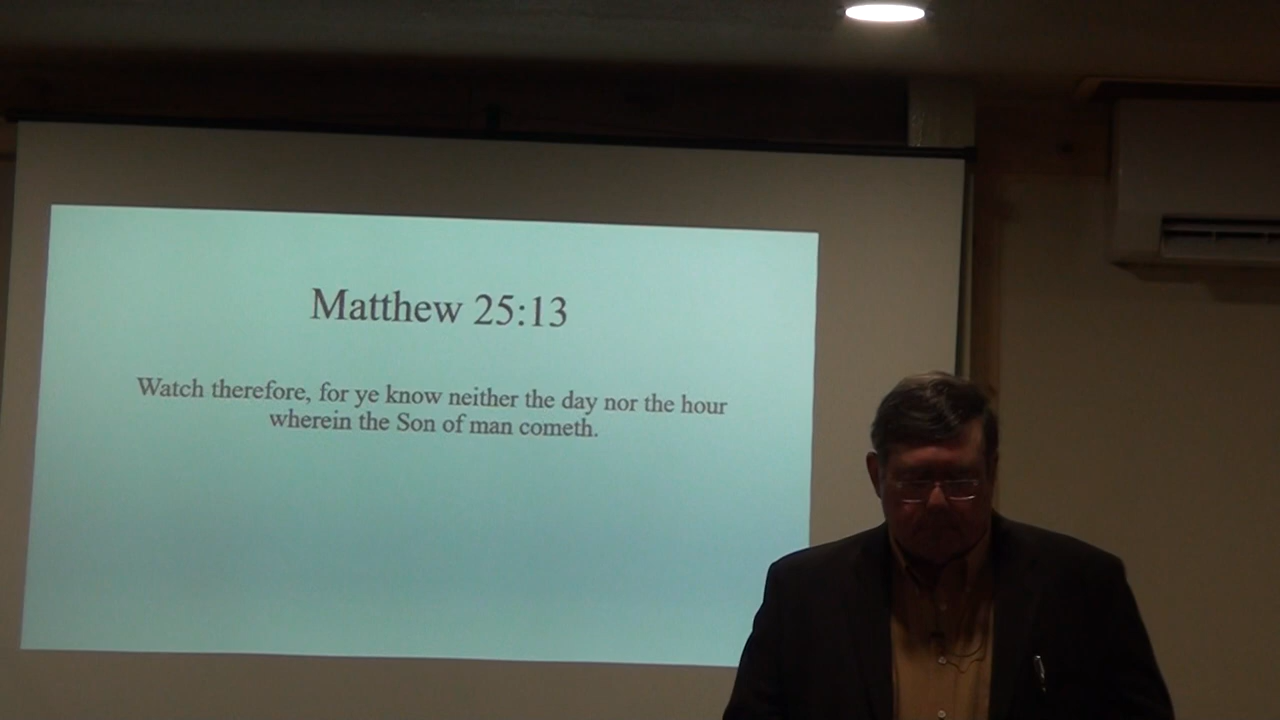 Matthew 25:13
Watch therefore, for ye know neither the day nor the hour
wherein the Son of man cometh.